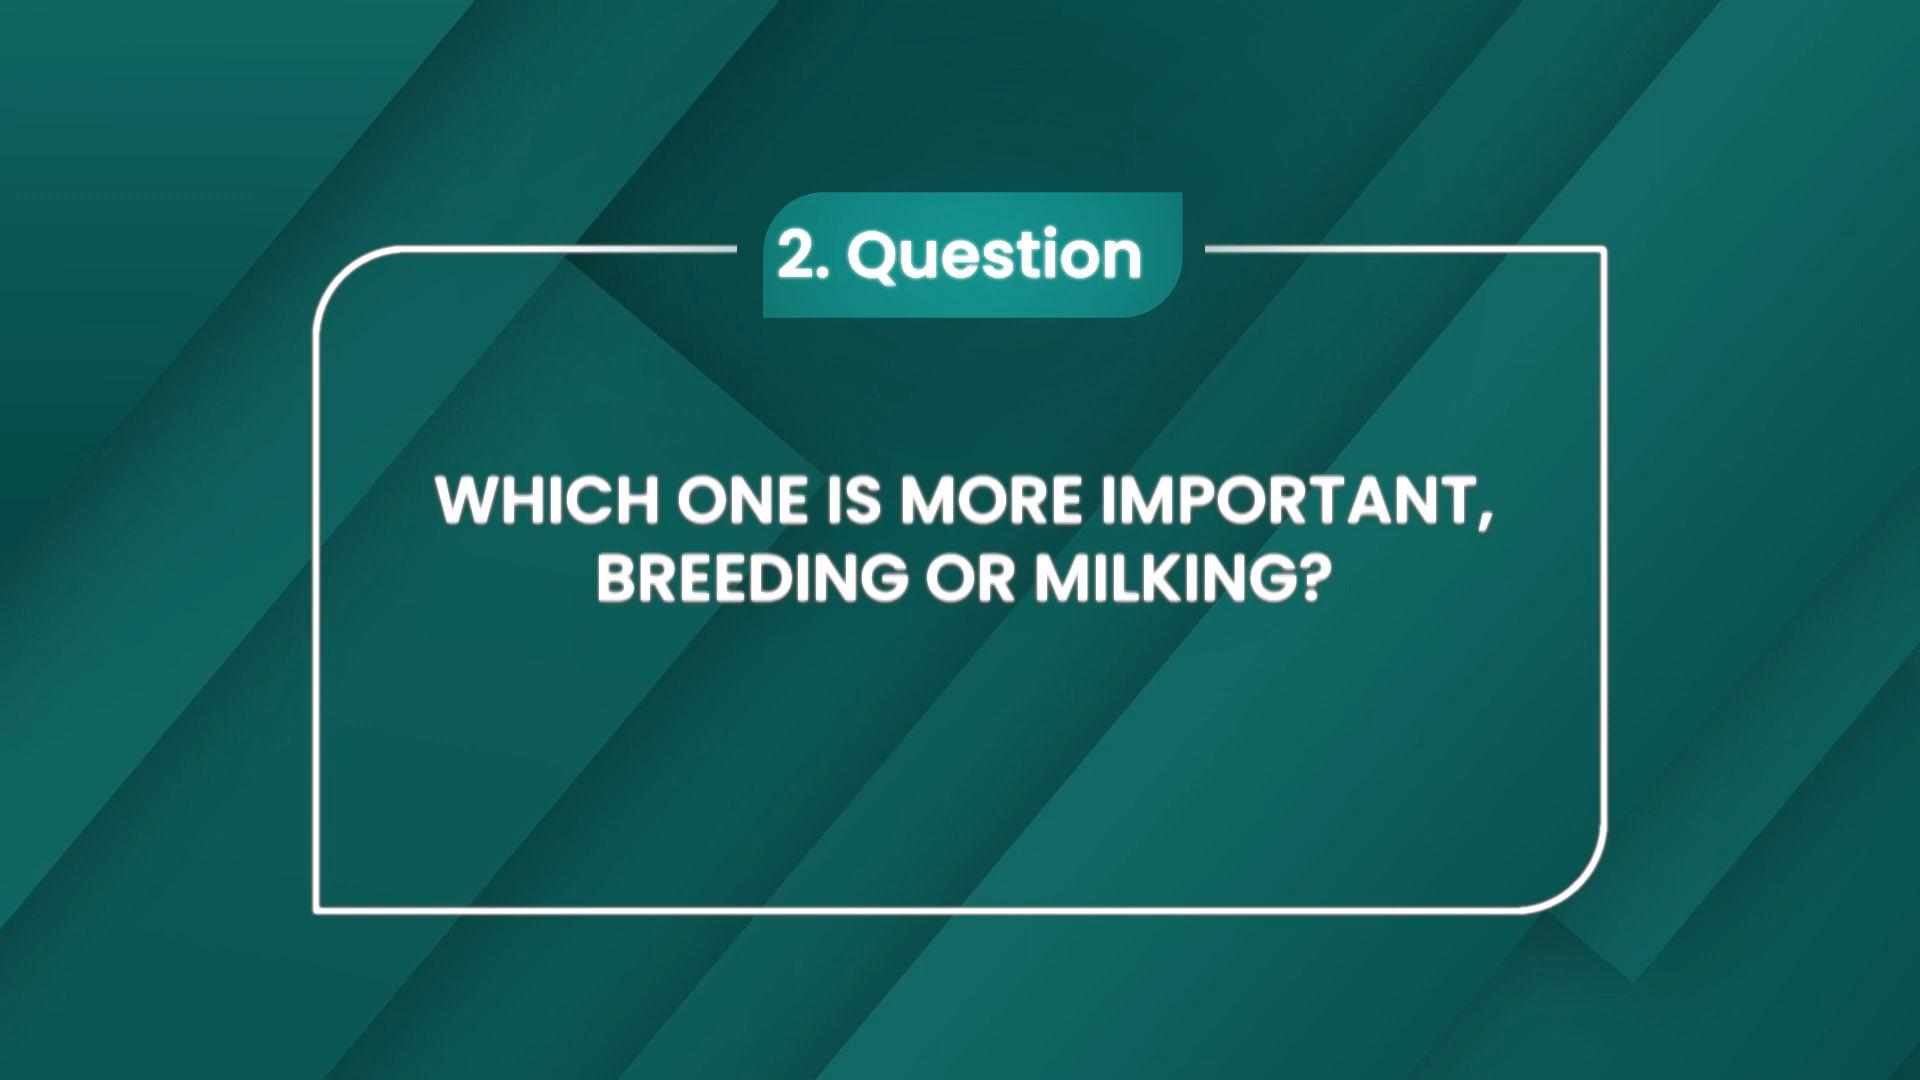 2. Question
WHICH ONE IS MORE IMPORTANT,
BREEDING OR MILKING?